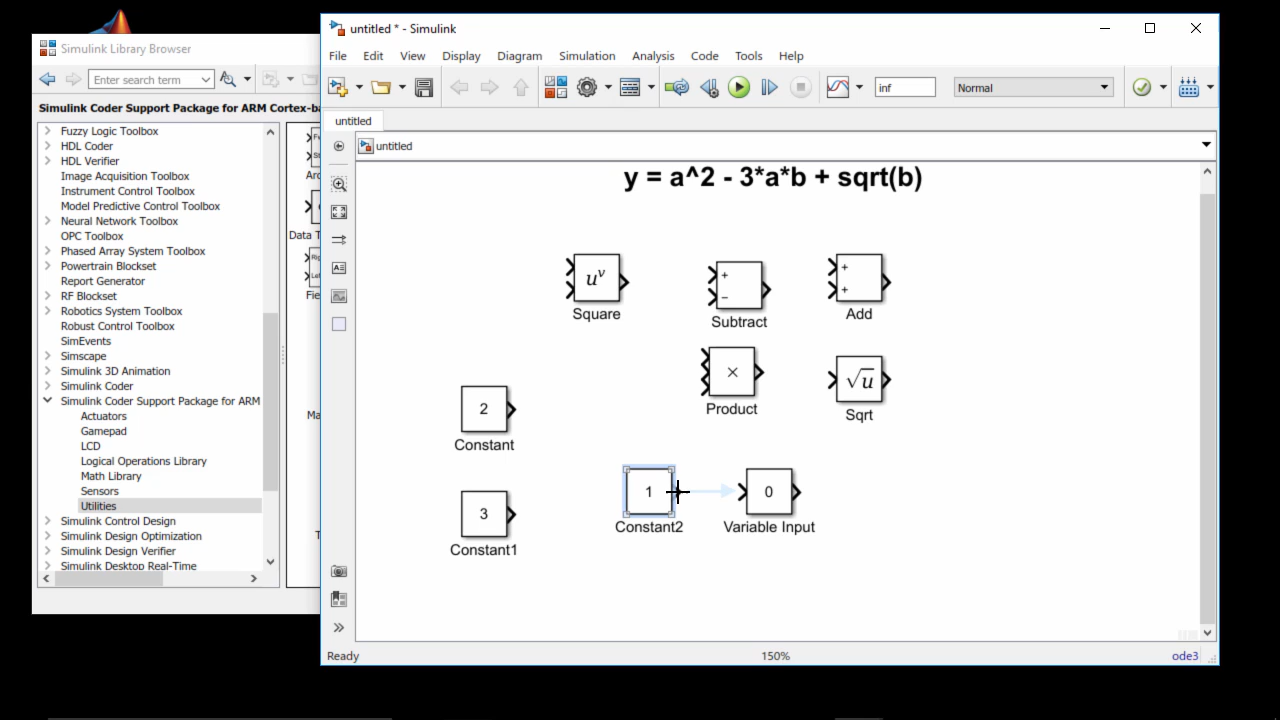 Simulink Library Browser
Enter search term
Simulink Coder Support Package for ARM Cortex-ba
Fuzzy Logic Toolbox
HDL Coder
HDL Verifier
Image Acquisition Toolbox
Instrument Control Toolbox
Model Predictive Control Toolbox
Neural Network Toolbox
OPC Toolbox
Phased Array System Toolbox
Powertrain Blockset
Report Generator
RF Blockset
Robotics System Toolbox
Robust Control Toolbox
SimEvents
Simscape
Simulink 3D Animation
Simulink Coder
Simulink Coder Support Package for ARM
Actuators
Gamepad
LCD
Logical Operations Library
Math Library
Sensors
Utilities
Simulink Control Design
Simulink Design Optimization
Simulink Design Verifier
Simulink Desktop Real-Time
Data T
Fie
Ma
T
untitled * - Simulink
File Edit View Display Diagram Simulation Analysis Code Tools Help
inf Normal
untitled
untitled
y = a^2 - 3*a*b + sqrt(b)
u^v
+
−
+
+
Square
Subtract
Add
×
√u
Product
Sqrt
2
Constant
1
0
Constant2
Variable Input
3
Constant1
Ready 150% ode3